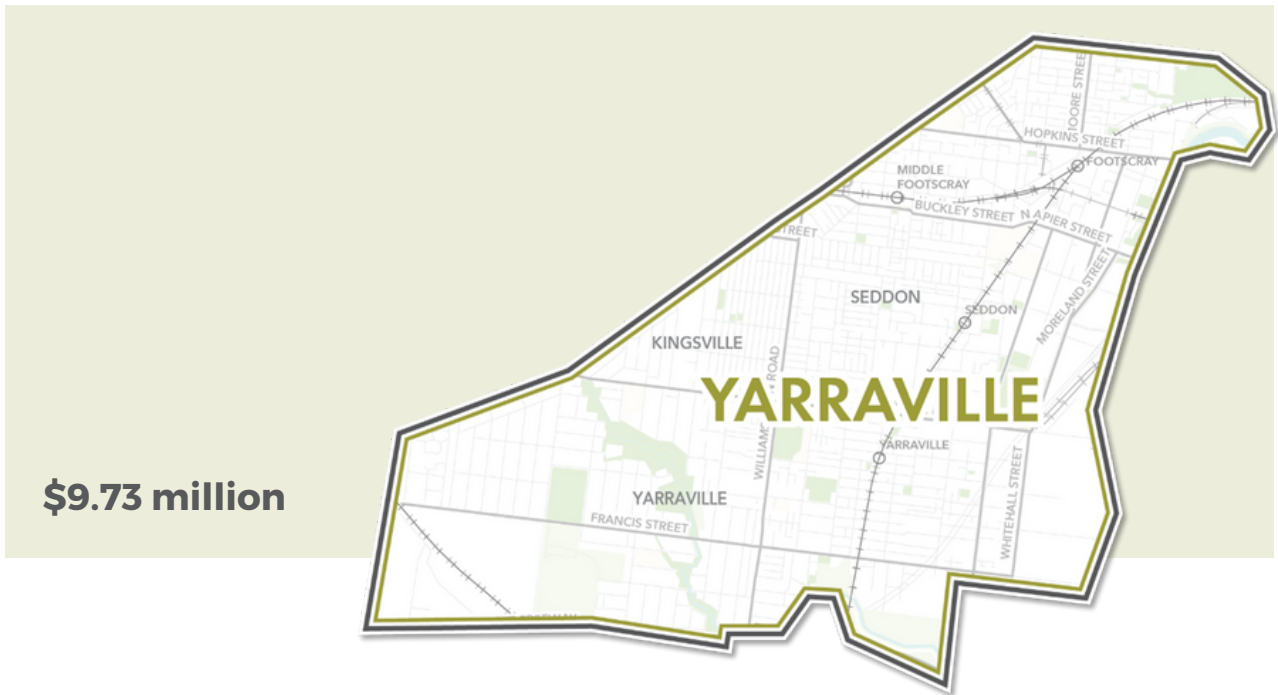 MOORE STREET
HOPKINS STREET
FOOTSCRAY
MIDDLE
FOOTSCRAY
BUCKLEY STREET
NAPIER STREET
STREET
MORELAND STREET
SEDDON
SEDDON
KINGSVILLE
ROAD
YARRAVILLE
YARRAVILLE
$9.73 million
YARRAVILLE
FRANCIS STREET
WHITEHALL STREET